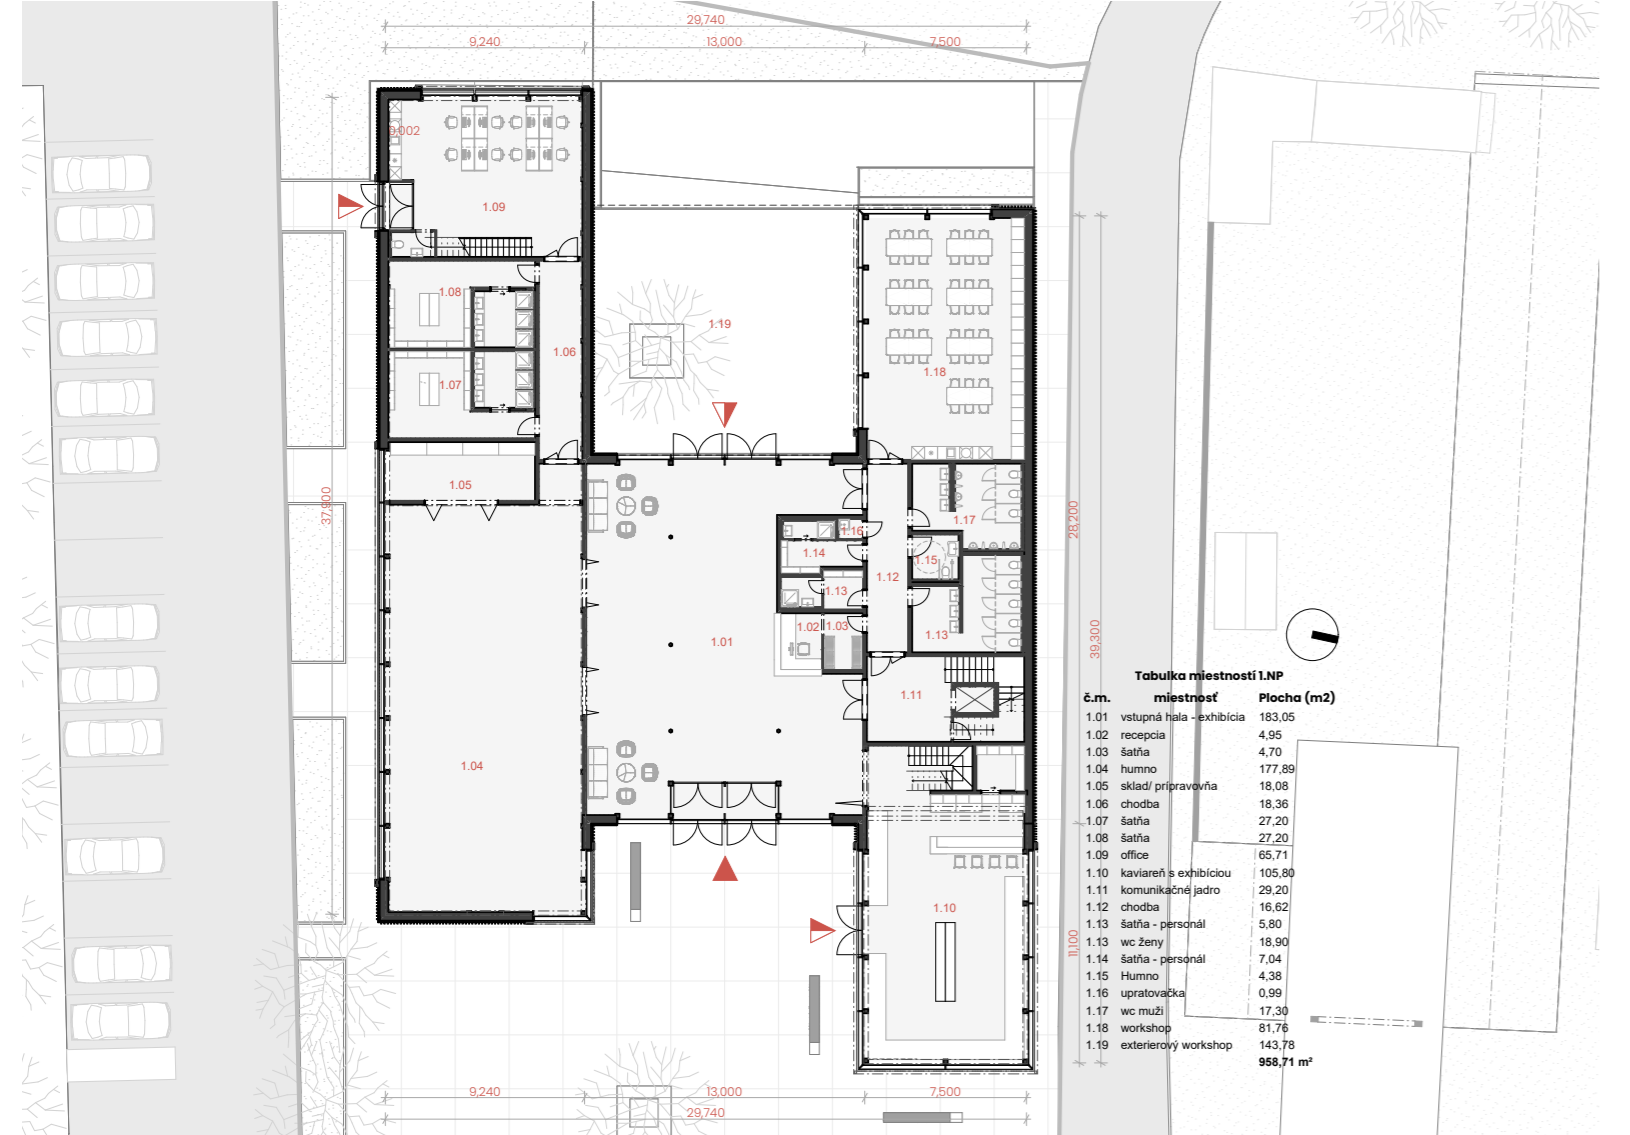 29,740
9,240 13,000 7,500
0,002
1.09
1.08
1.19
1.06
1.18
1.07
1.05
37,900
28,200
1.17
1.16
1.14
1.15
1.12
1.13
1.02 1.03
1.01
1.13
39,300
1.11
1.04
1.10
11,100
Tabulka miestností 1.NP
č.m. miestnosť Plocha (m2)
1.01 vstupná hala - exhibícia 183,05
1.02 recepcia 4,95
1.03 šatňa 4,70
1.04 humno 177,89
1.05 sklad/ prípravovňa 18,08
1.06 chodba 18,36
1.07 šatňa 27,20
1.08 šatňa 27,20
1.09 office 65,71
1.10 kaviareň s exhibíciou 105,80
1.11 komunikačné jadro 29,20
1.12 chodba 16,62
1.13 šatňa - personál 5,80
1.13 wc ženy 18,90
1.14 šatňa - personál 7,04
1.15 Humno 4,38
1.16 upratovačka 0,99
1.17 wc muži 17,30
1.18 workshop 81,76
1.19 exterierový workshop 143,78
958,71 m²
9,240 13,000 7,500
29,740